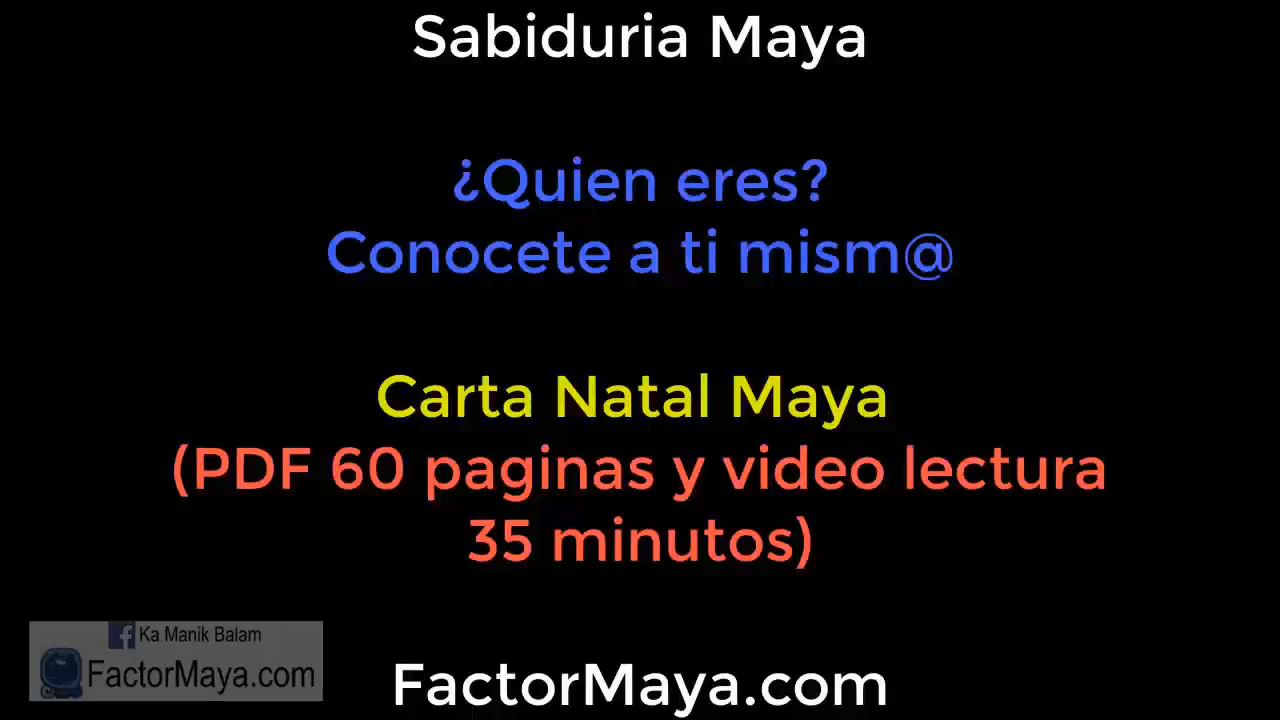 Sabiduria Maya
¿Quien eres?
Conocete a ti mism@
Carta Natal Maya
(PDF 60 paginas y video lectura
35 minutos)
Ka Manik Balam
FactorMaya.com
FactorMaya.com